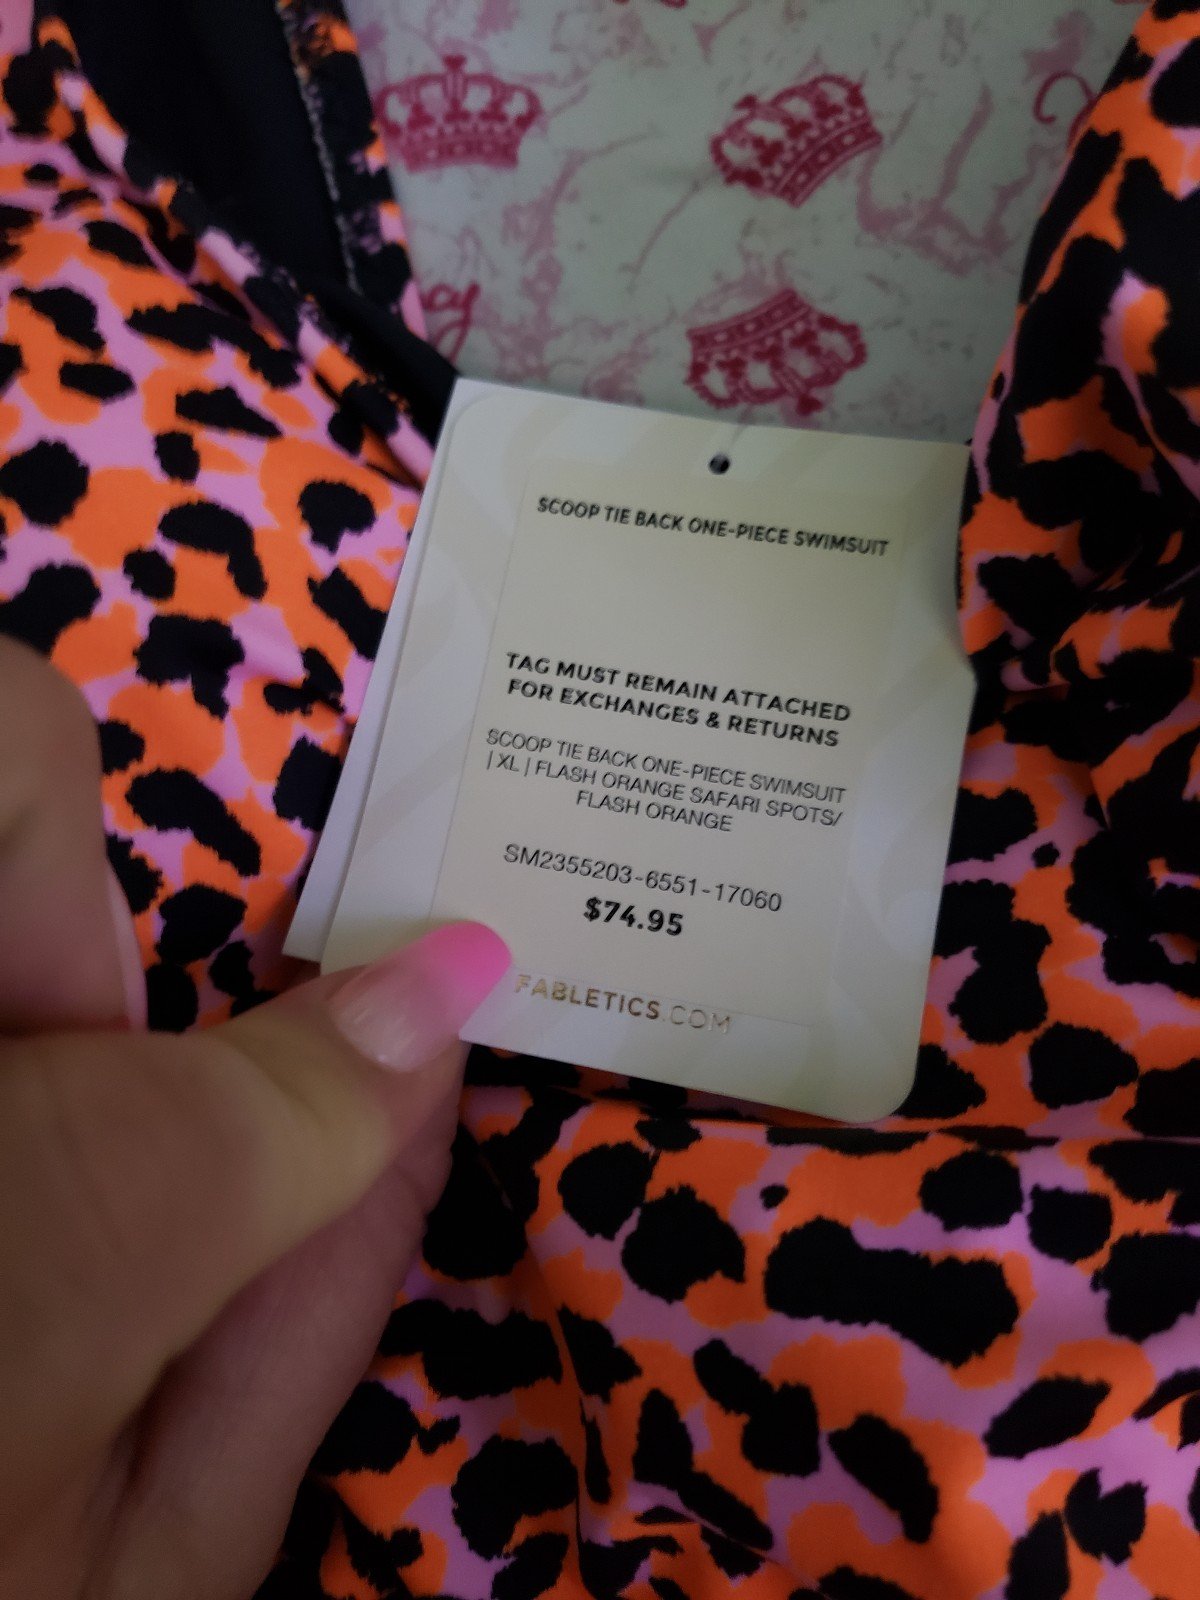 SCOOP TIE BACK ONE-PIECE SWIMSUIT
TAG MUST REMAIN ATTACHED
FOR EXCHANGES & RETURNS
SCOOP TIE BACK ONE-PIECE SWIMSUIT
| XL | FLASH ORANGE SAFARI SPOTS/
FLASH ORANGE
SM2355203-6551-17060
$74.95
FABLETICS.COM